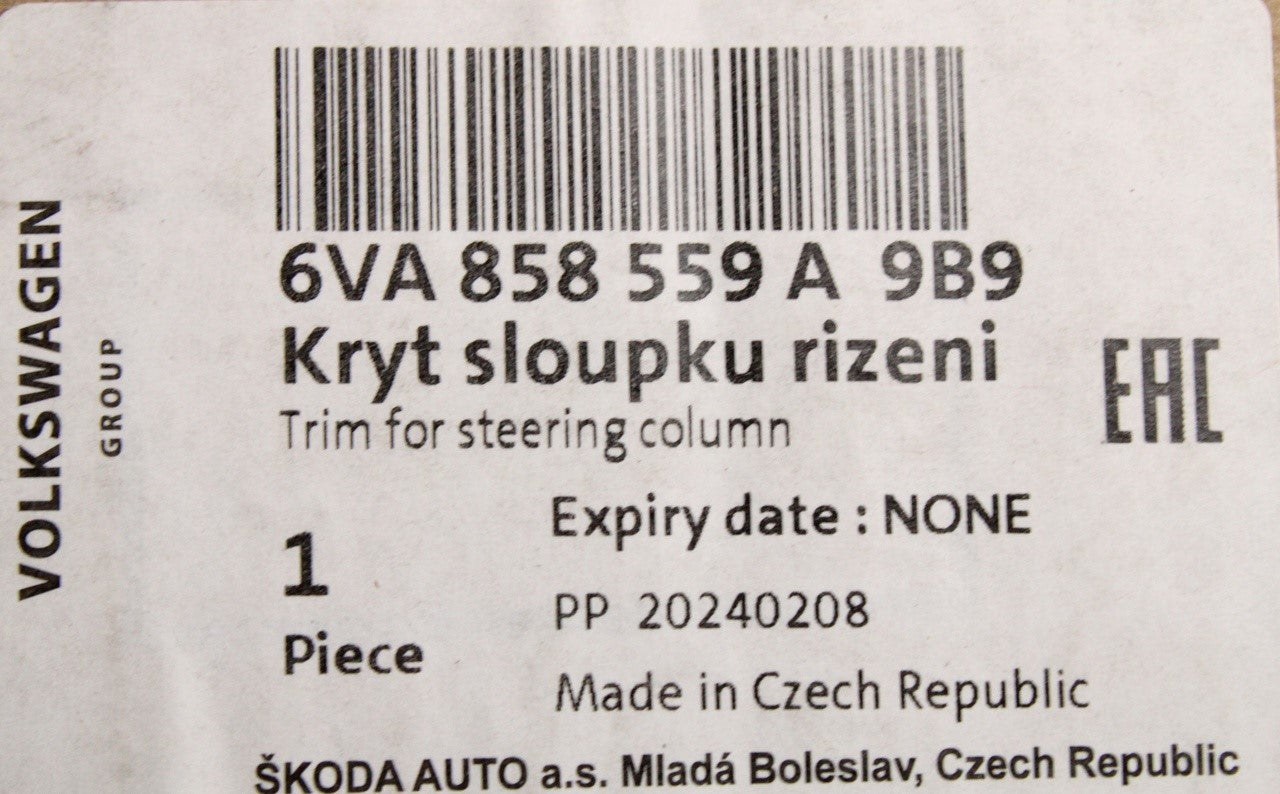 VOLKSWAGEN
GROUP
6VA 858 559 A 9B9
Kryt sloupku rizeni
Trim for steering column
EAC
1
Piece
Expiry date : NONE
PP 20240208
Made in Czech Republic
ŠKODA AUTO a.s. Mladá Boleslav, Czech Republic